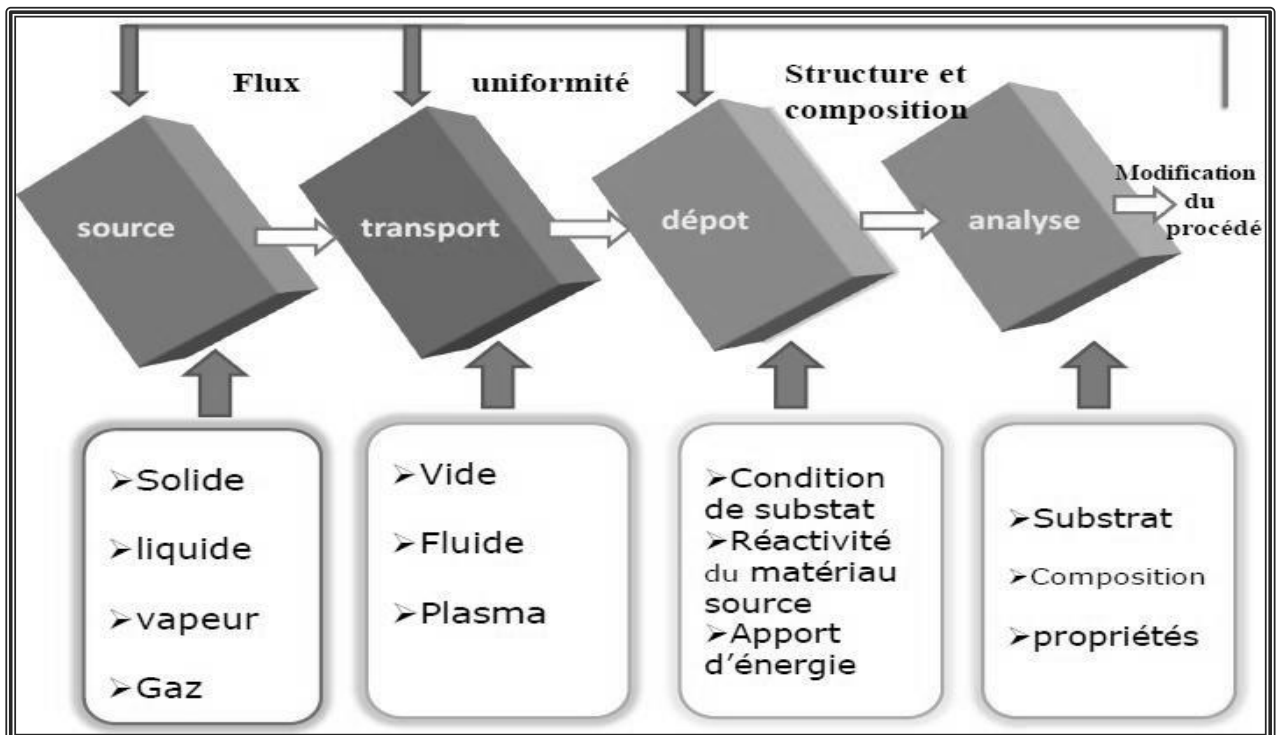 Flux
uniformité
Structure et
composition
source
transport
dépot
analyse
Modification
du
procédé
➢Solide
➢liquide
➢vapeur
➢Gaz
➢Vide
➢Fluide
➢Plasma
➢Condition
de substat
➢Réactivité
du matériau
source
➢Apport
d'énergie
➢Substrat
➢Composition
➢propriétés